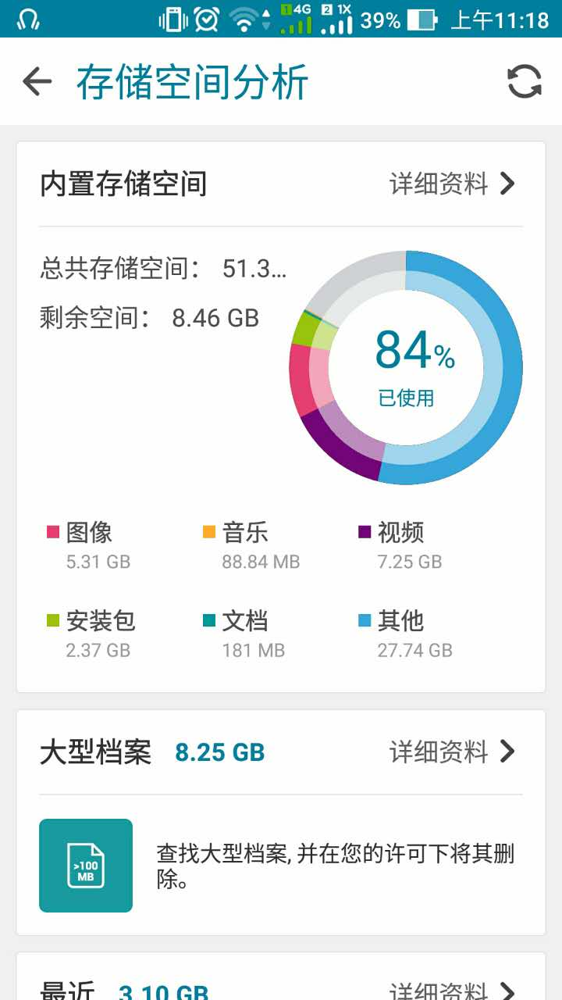 1 4G 2 1X 39% 上午11:18
存储空间分析
内置存储空间 详细资料
总共存储空间： 51.3...
剩余空间： 8.46 GB
84%
已使用
图像 音乐 视频
5.31 GB 88.84 MB 7.25 GB
安装包 文档 其他
2.37 GB 181 MB 27.74 GB
大型档案 8.25 GB 详细资料
>100
MB
查找大型档案, 并在您的许可下将其删
除。
最近 3.10 GB 详细资料